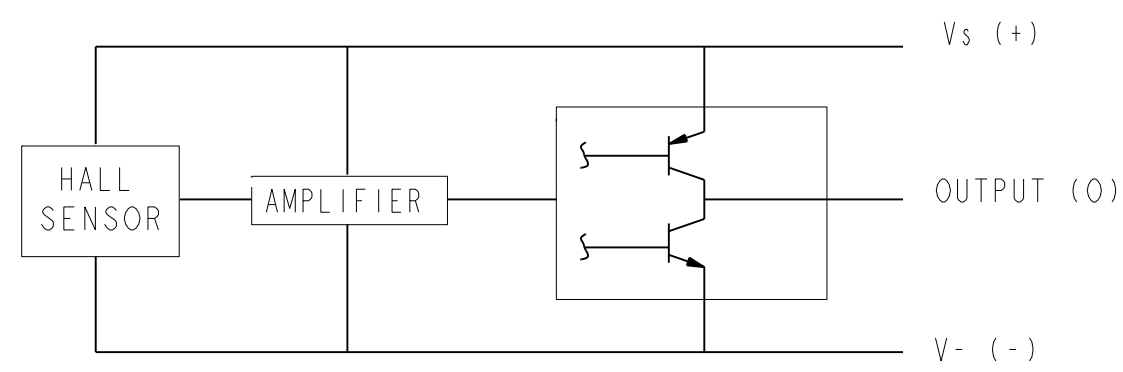 Vs (+)
HALL
SENSOR
AMPLIFIER
OUTPUT (O)
V- (-)